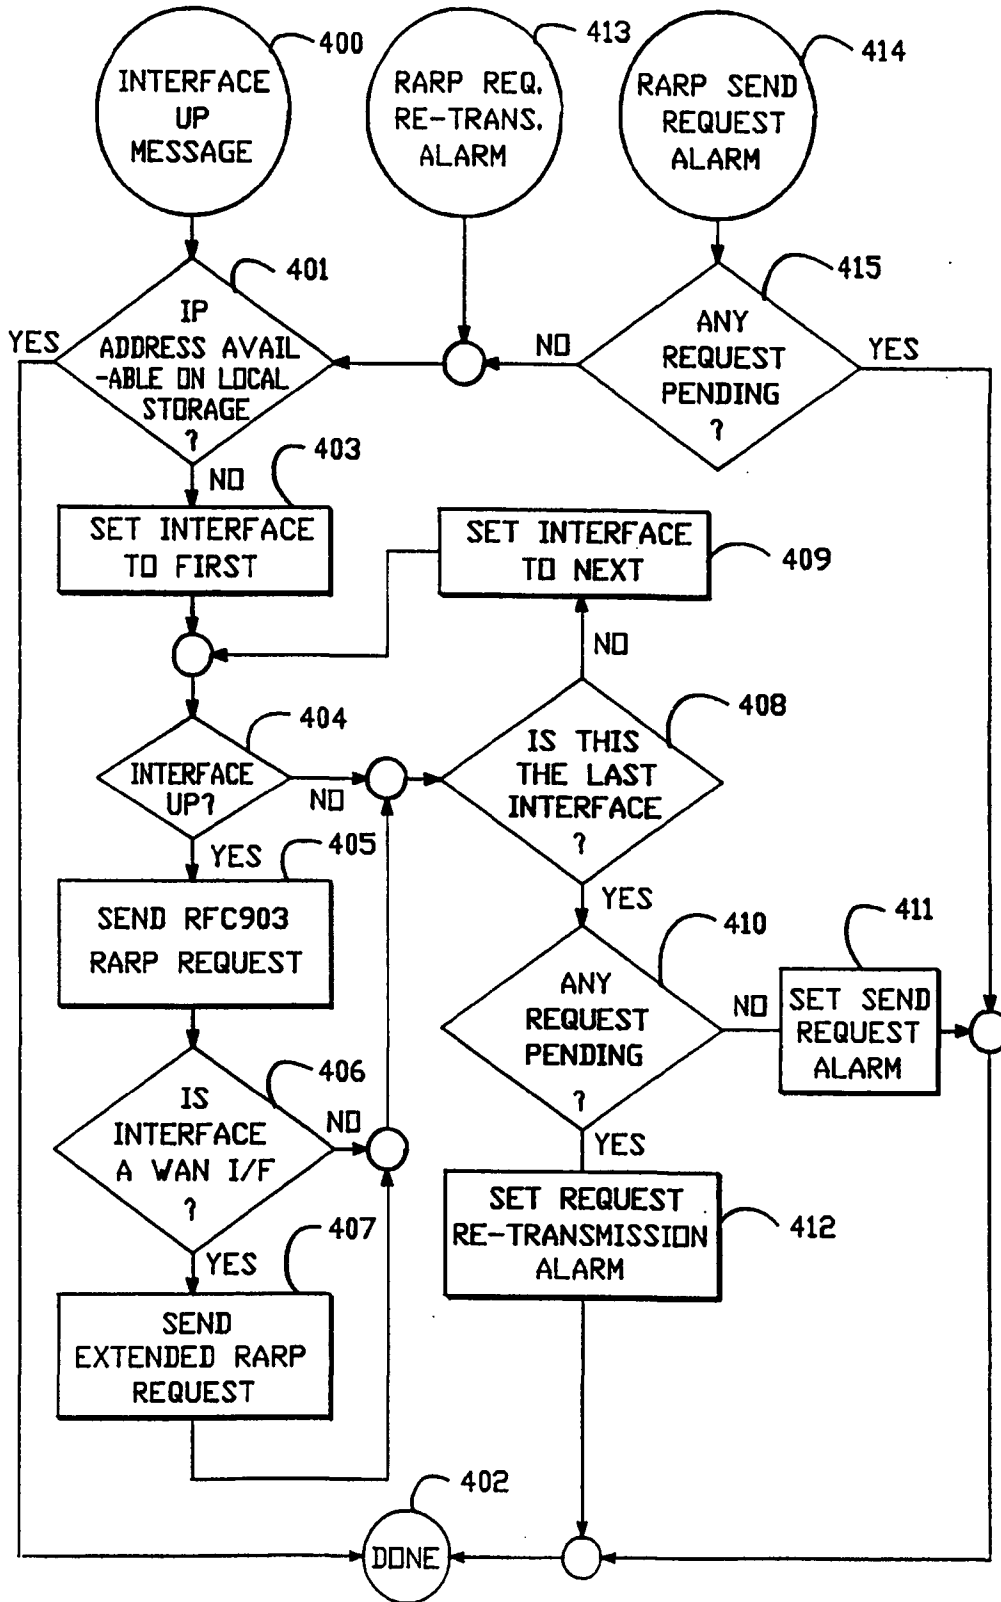 INTERFACE
UP
MESSAGE
400
RARP REQ.
RE-TRANS.
ALARM
413
RARP SEND
REQUEST
ALARM
414
IP
ADDRESS AVAIL
-ABLE ON LOCAL
STORAGE
?
401
YES
NO
ANY
REQUEST
PENDING
?
415
NO
YES
SET INTERFACE
TO FIRST
403
SET INTERFACE
TO NEXT
409
NO
INTERFACE
UP?
404
NO
YES
IS THIS
THE LAST
INTERFACE
?
408
YES
SEND RFC903
RARP REQUEST
405
ANY
REQUEST
PENDING
?
410
NO
YES
SET SEND
REQUEST
ALARM
411
IS
INTERFACE
A WAN I/F
?
406
NO
YES
SET REQUEST
RE-TRANSMISSION
ALARM
412
SEND
EXTENDED RARP
REQUEST
407
DONE
402